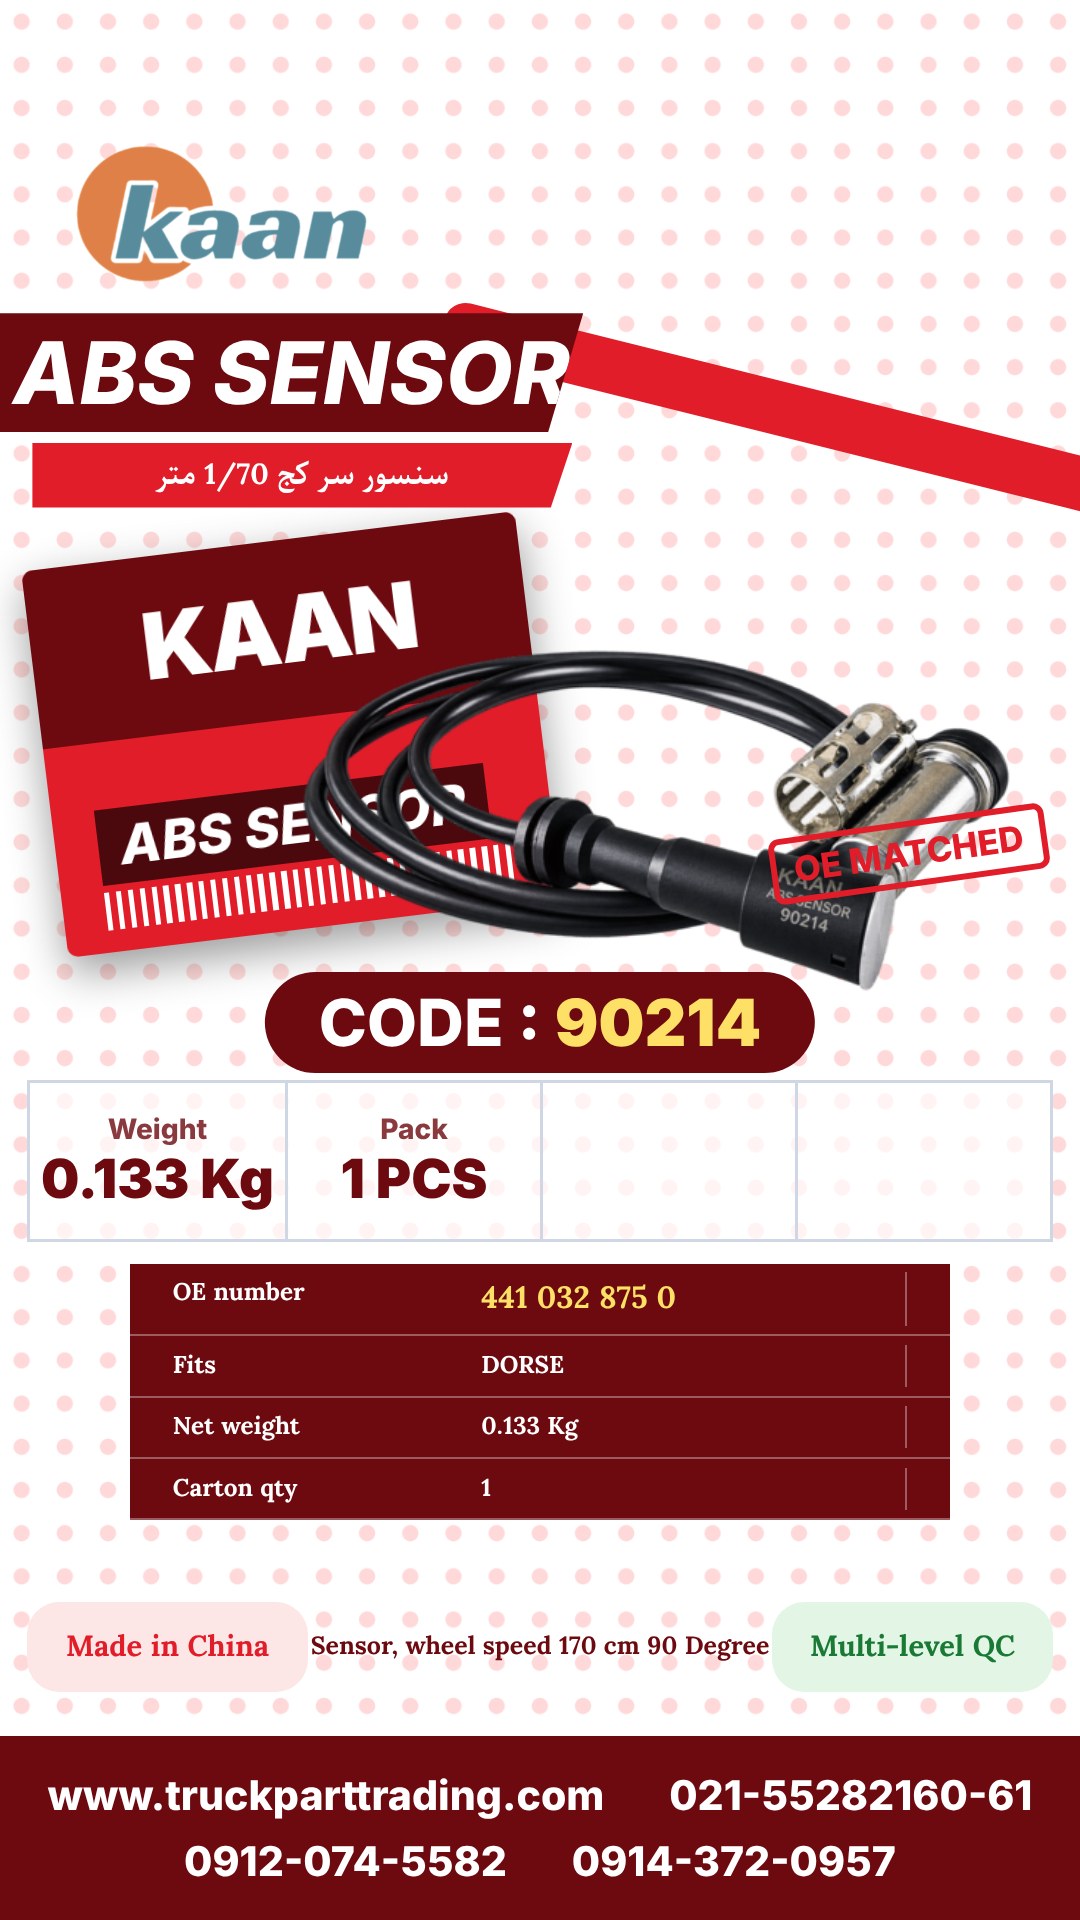 kaan
ABS SENSOR
سنسور سر کج 1/70 متر
KAAN
ABS SENSOR
OE MATCHED
KAAN
ABS SENSOR
90214
CODE : 90214
Weight
0.133 Kg
Pack
1 PCS
OE number 441 032 875 0
Fits DORSE
Net weight 0.133 Kg
Carton qty 1
Made in China
Sensor, wheel speed 170 cm 90 Degree
Multi-level QC
www.truckparttrading.com 021-55282160-61
0912-074-5582 0914-372-0957